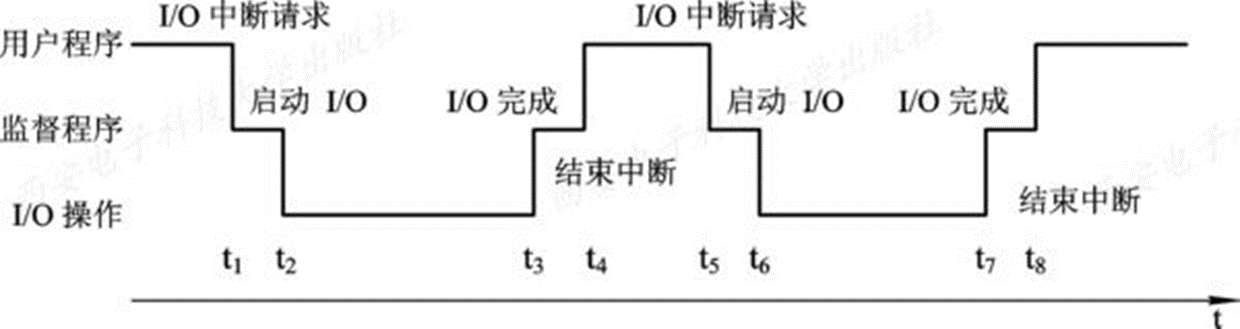 I/O 中断请求 I/O 中断请求
用户程序
启动 I/O I/O 完成 启动 I/O I/O 完成
监督程序
结束中断 结束中断
I/O 操作
t1 t2 t3 t4 t5 t6 t7 t8
t